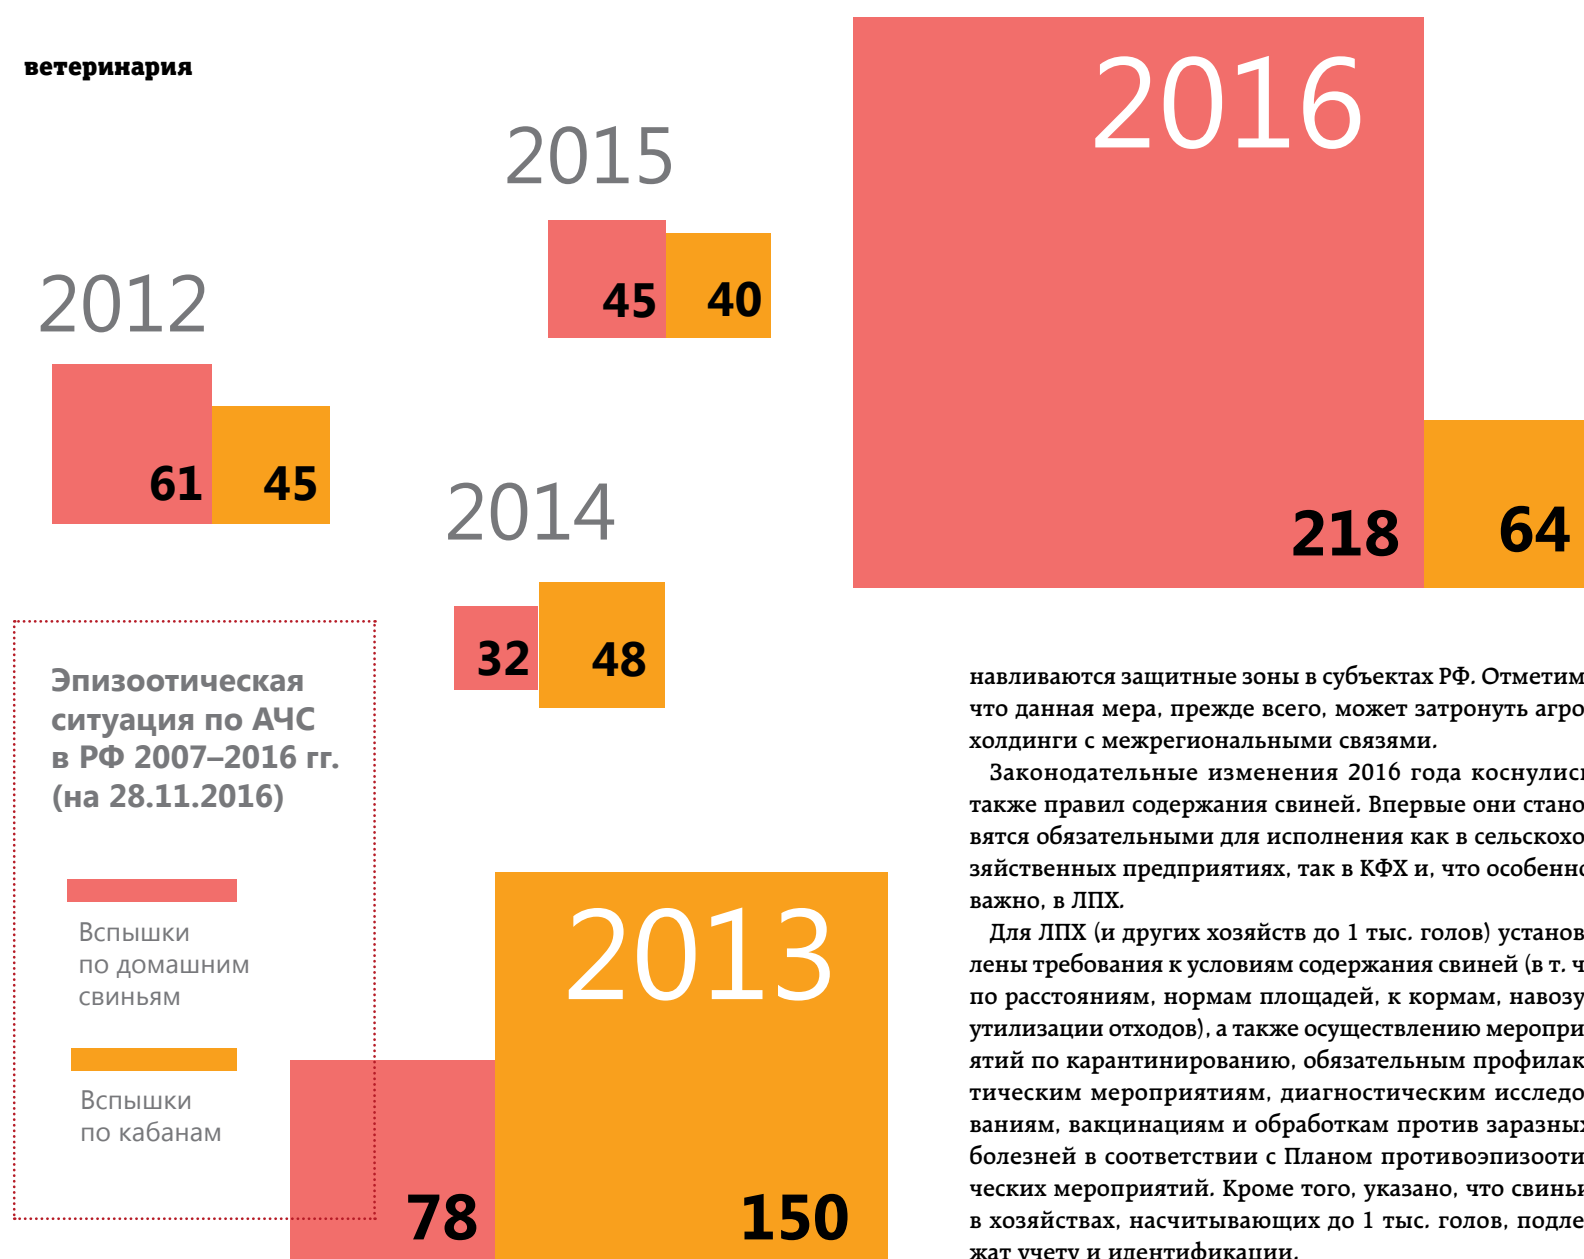 ветеринария
2012
61 45
2015
45 40
2014
32 48
2016
218 64
Эпизоотическая
ситуация по АЧС
в РФ 2007–2016 гг.
(на 28.11.2016)
Вспышки
по домашним
свиньям
Вспышки
по кабанам
2013
78 150
навливаются защитные зоны в субъектах РФ. Отметим
что данная мера, прежде всего, может затронуть агро
холдинги с межрегиональными связями.
Законодательные изменения 2016 года коснулись
также правил содержания свиней. Впервые они стано
вятся обязательными для исполнения как в сельскохо
зяйственных предприятиях, так в КФХ и, что особенно
важно, в ЛПХ.
Для ЛПХ (и других хозяйств до 1 тыс. голов) установ
лены требования к условиям содержания свиней (в т. ч
по расстояниям, нормам площадей, к кормам, навозу
утилизации отходов), а также осуществлению меропри
ятий по карантинированию, обязательным профилак
тическим мероприятиям, диагностическим исследо
ваниям, вакцинациям и обработкам против заразных
болезней в соответствии с Планом противоэпизооти
ческих мероприятий. Кроме того, указано, что свиньи
в хозяйствах, насчитывающих до 1 тыс. голов, подле
жат учету и идентификации.